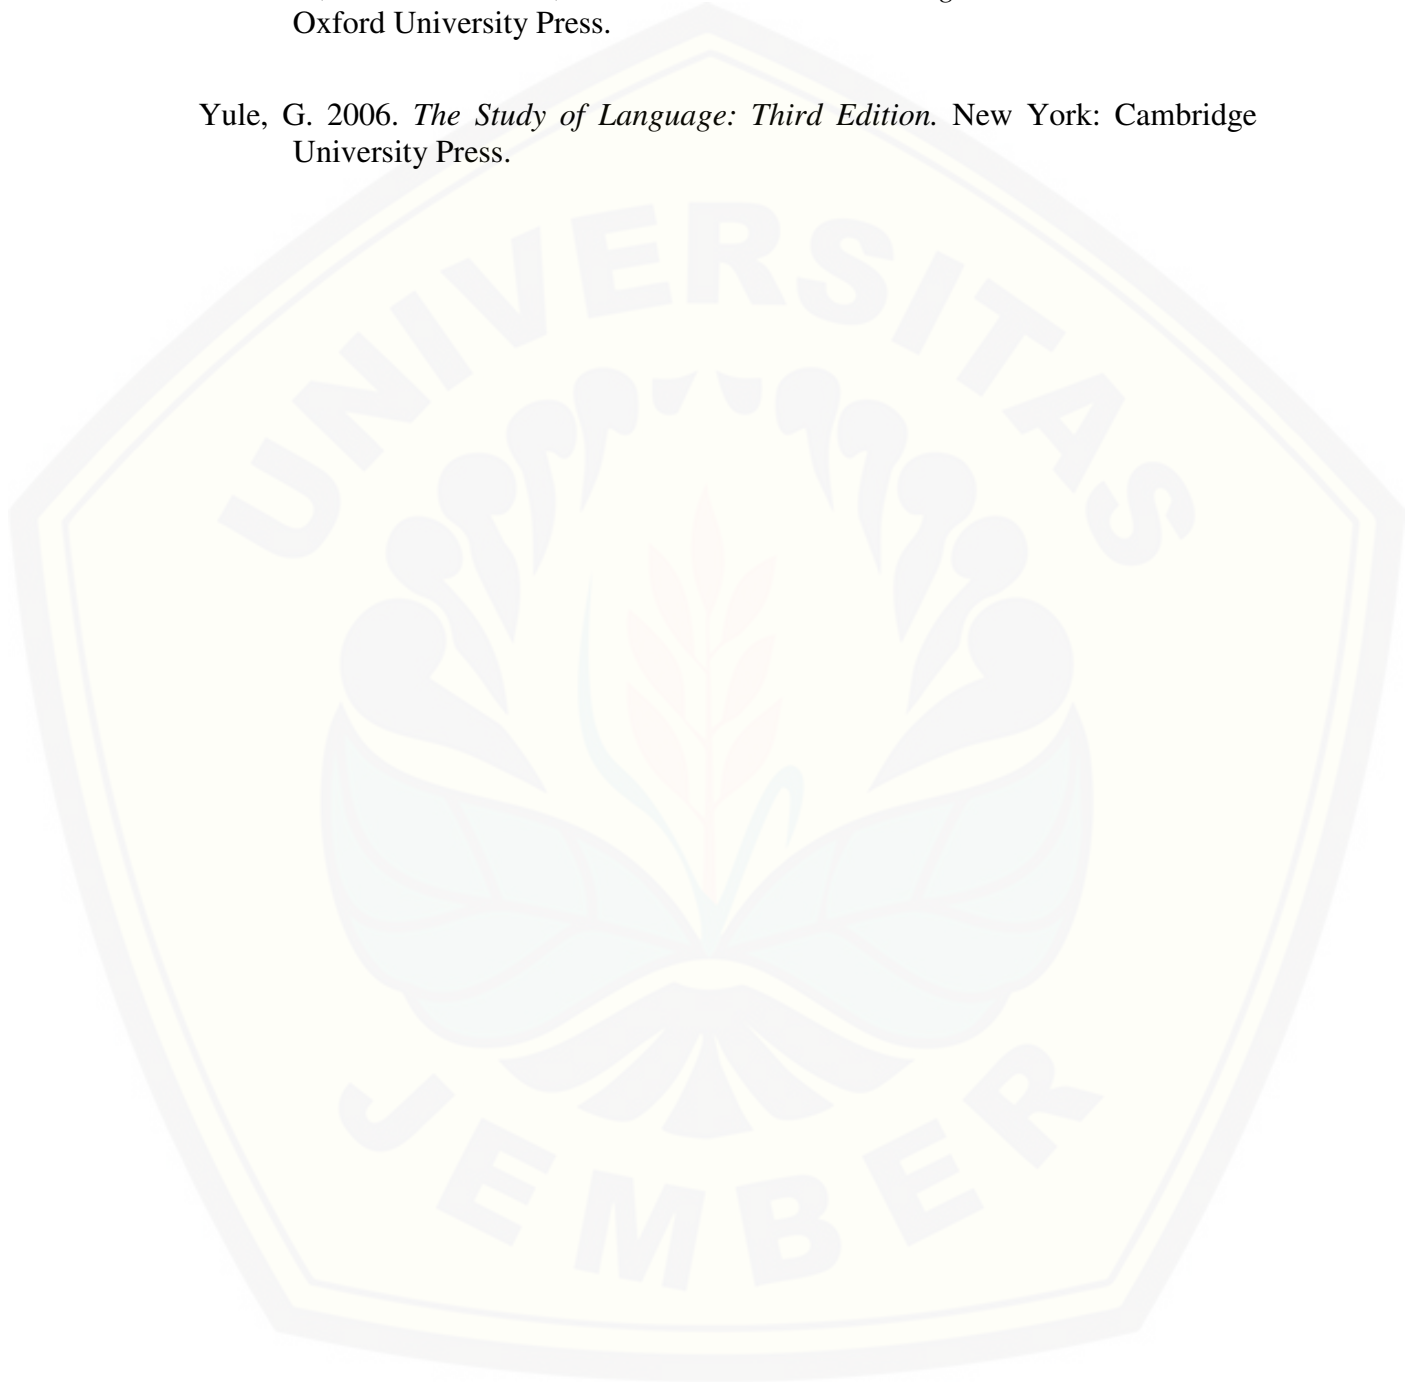 Oxford University Press.
Yule, G. 2006. The Study of Language: Third Edition. New York: Cambridge
University Press.
UNIVERSITAS
JEMBER